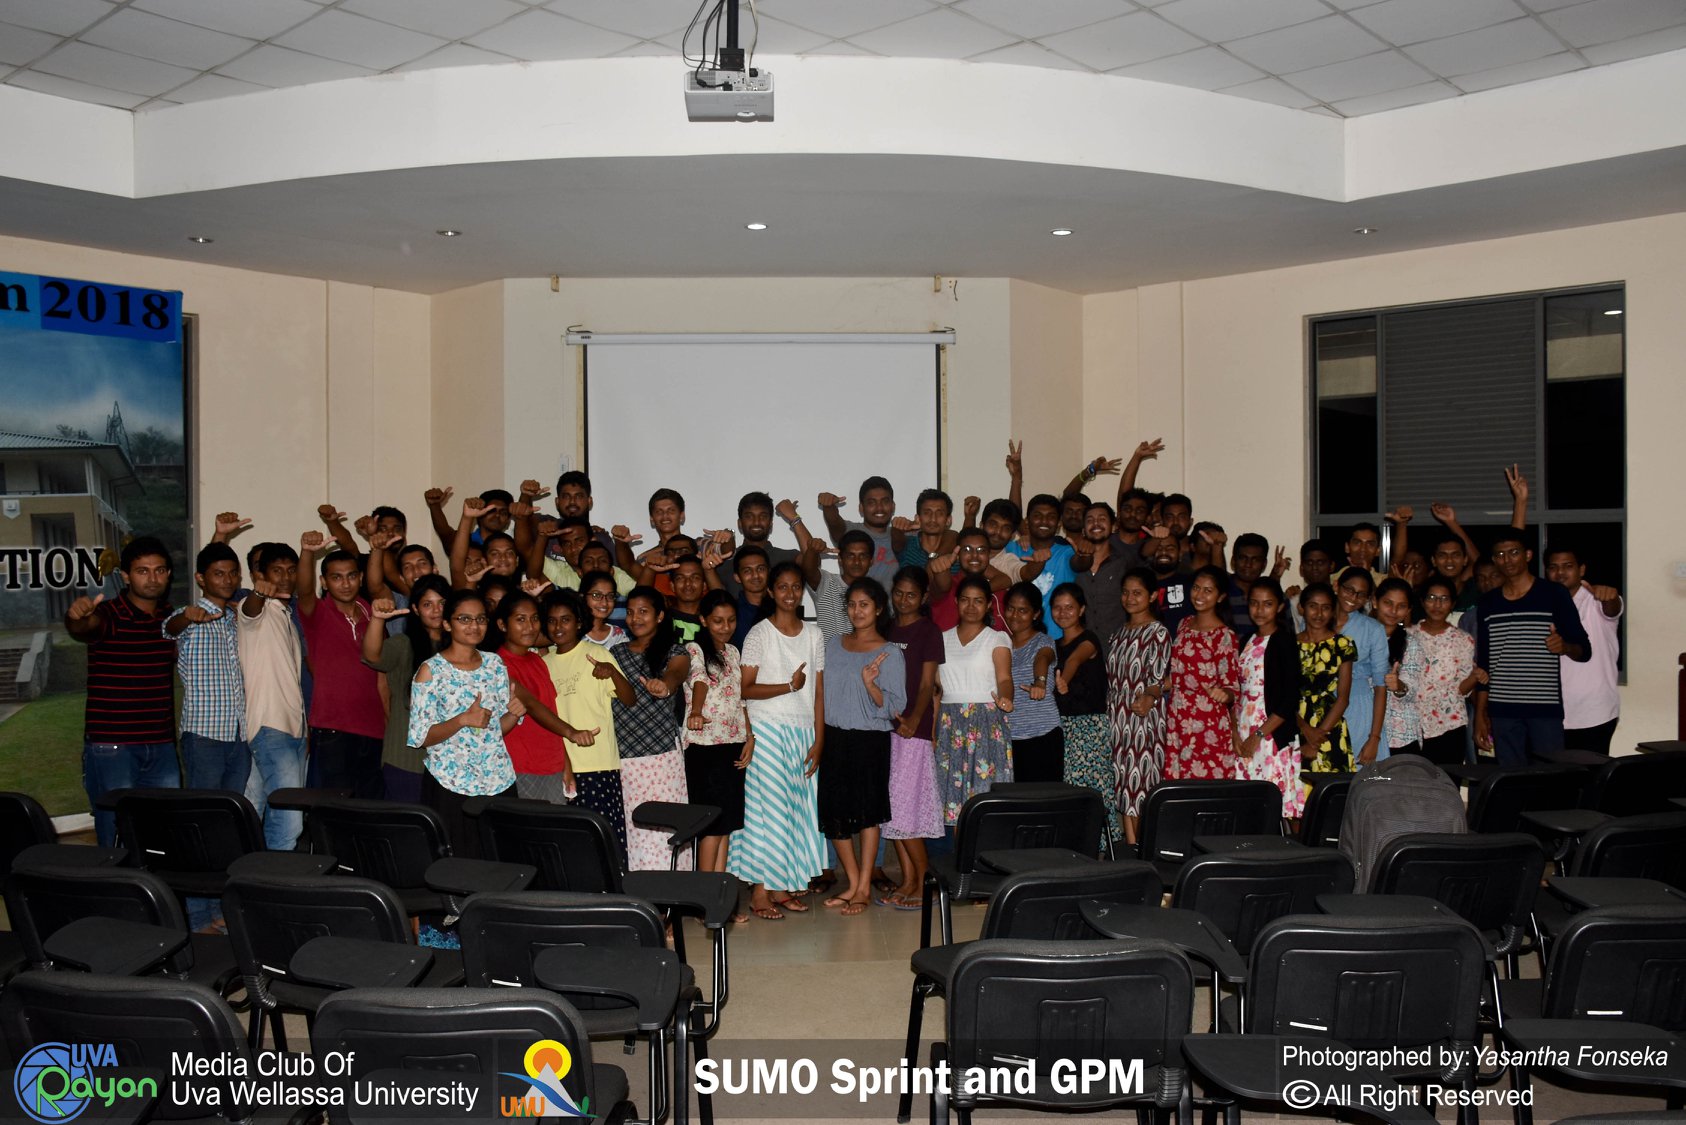 m 2018
TION
UVA
Rayon
Media Club Of
Uva Wellassa University
UWU
SUMO Sprint and GPM
Photographed by:Yasantha Fonseka
©All Right Reserved